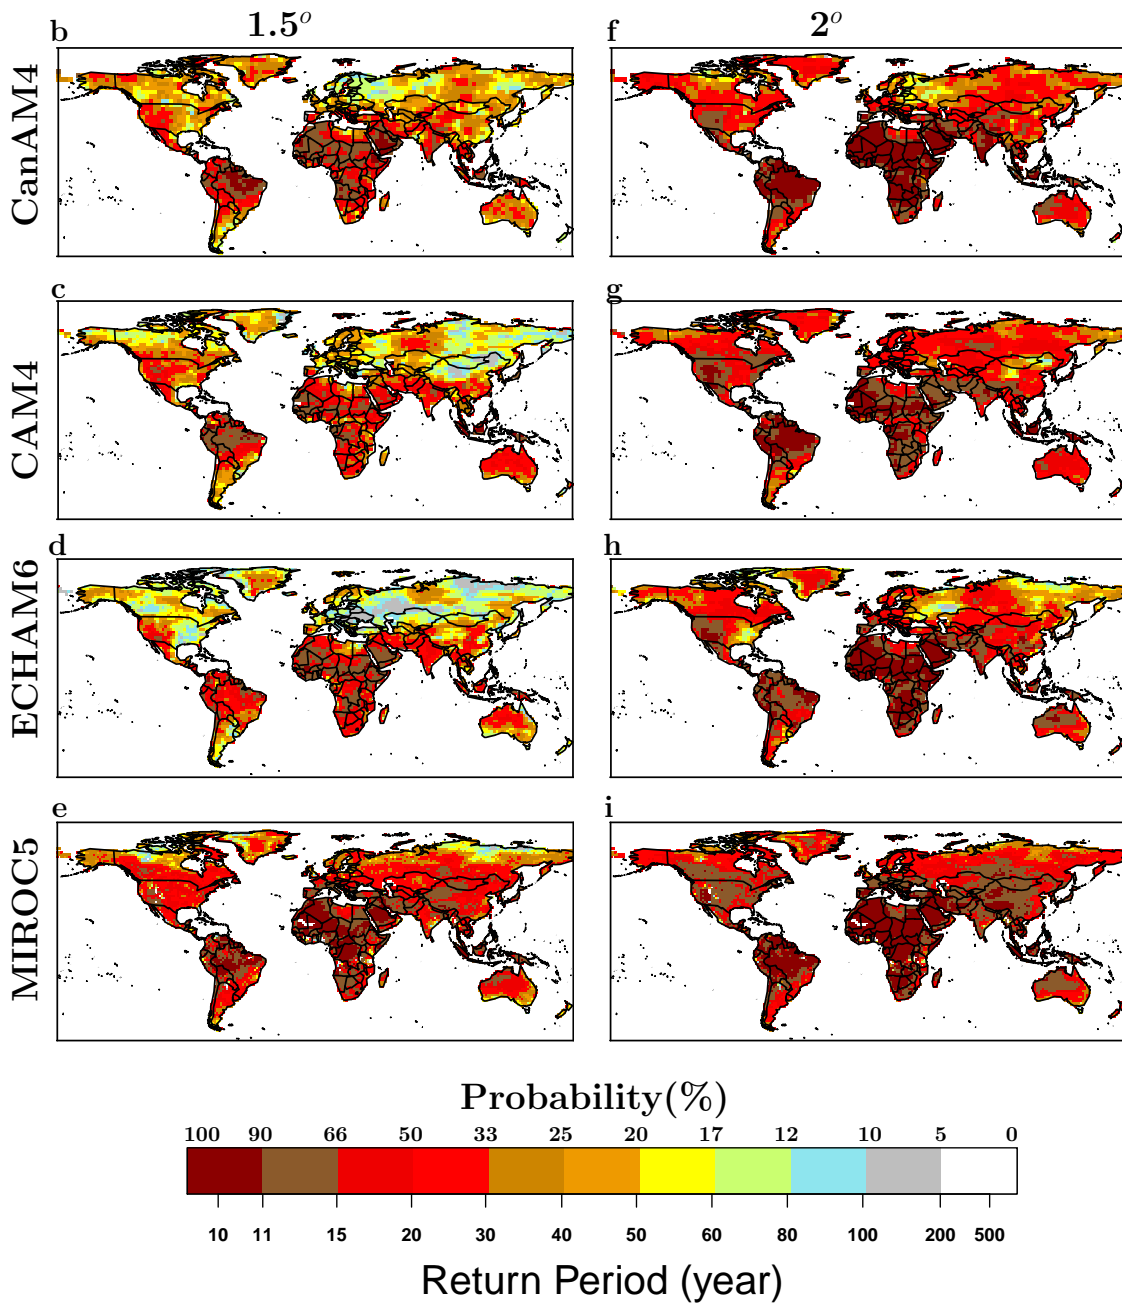 b 1.5° f 2°
CanAM4
c g
CAM4
d h
ECHAM6
e i
MIROC5
Probability(%)
100 90 66 50 33 25 20 17 12 10 5 0
10 11 15 20 30 40 50 60 80 100 200 500
Return Period (year)